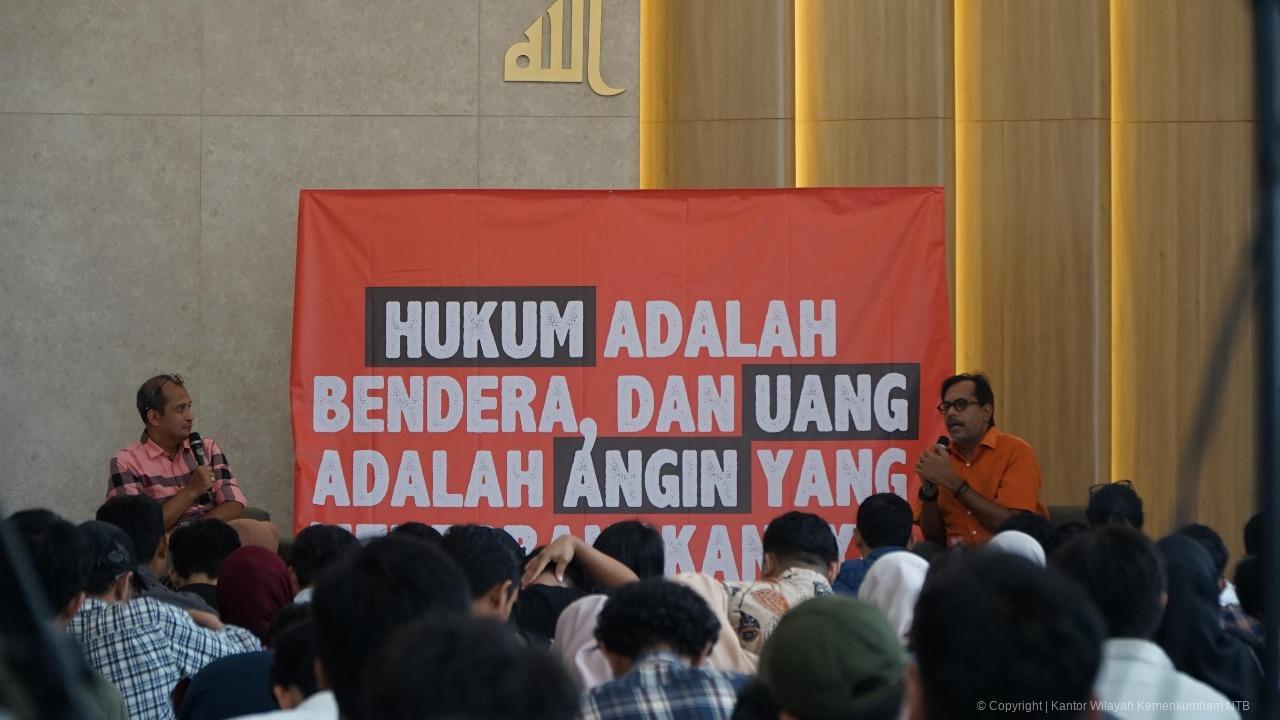 الله
HUKUM ADALAH
BENDERA, DAN UANG
ADALAH ANGIN YANG
© Copyright | Kantor Wilayah Kemenkumham NTB